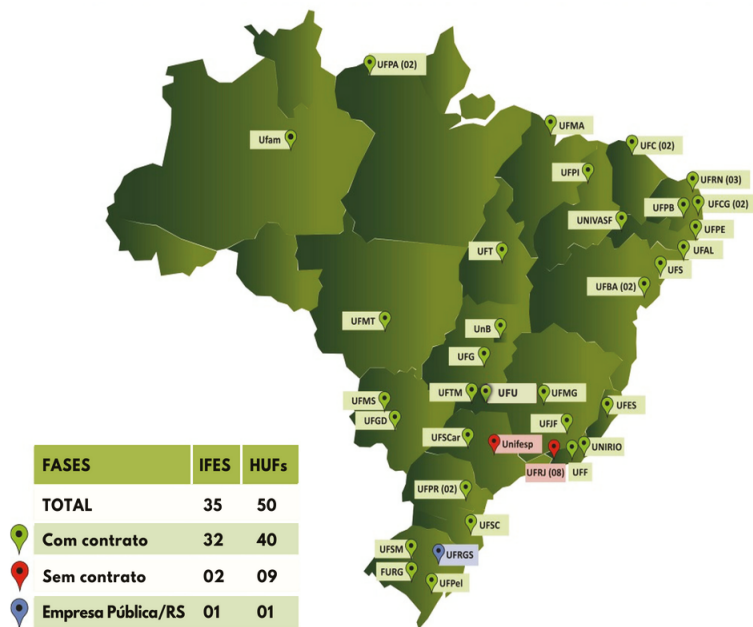 UFPA (02)
UFMA
Ufam
UFC (02)
UFPI
UFRN (03)
UFPB
UFCG (02)
UNIVASF
UFPE
UFT
UFAL
UFS
UFBA (02)
UFMT
UnB
UFG
UFTM
UFU
UFMG
UFMS
UFES
UFGD
UFJF
UFSCar
Unifesp
UNIRIO
UFRJ (08)
UFF
UFPR (02)
UFSC
UFSM
UFRGS
FURG
UFPel
FASES IFES HUFs
TOTAL 35 50
Com contrato 32 40
Sem contrato 02 09
Empresa Pública/RS 01 01